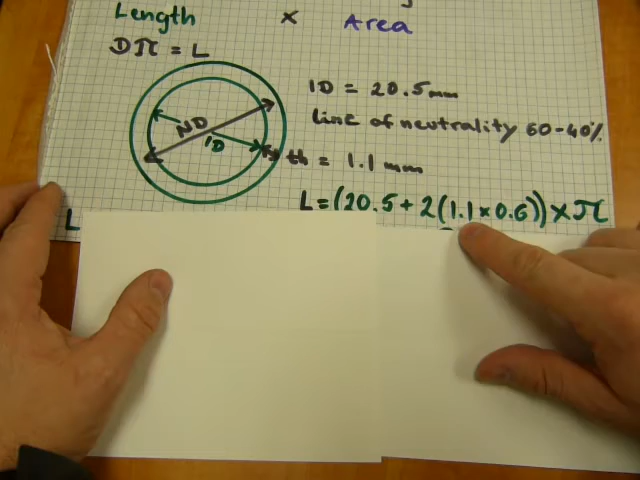 Length x Area
Dπ = L
ND
ID
ID = 20.5mm
Line of neutrality 60-40%
th = 1.1 mm
L=(20.5+2(1.1×0.6))×π
L